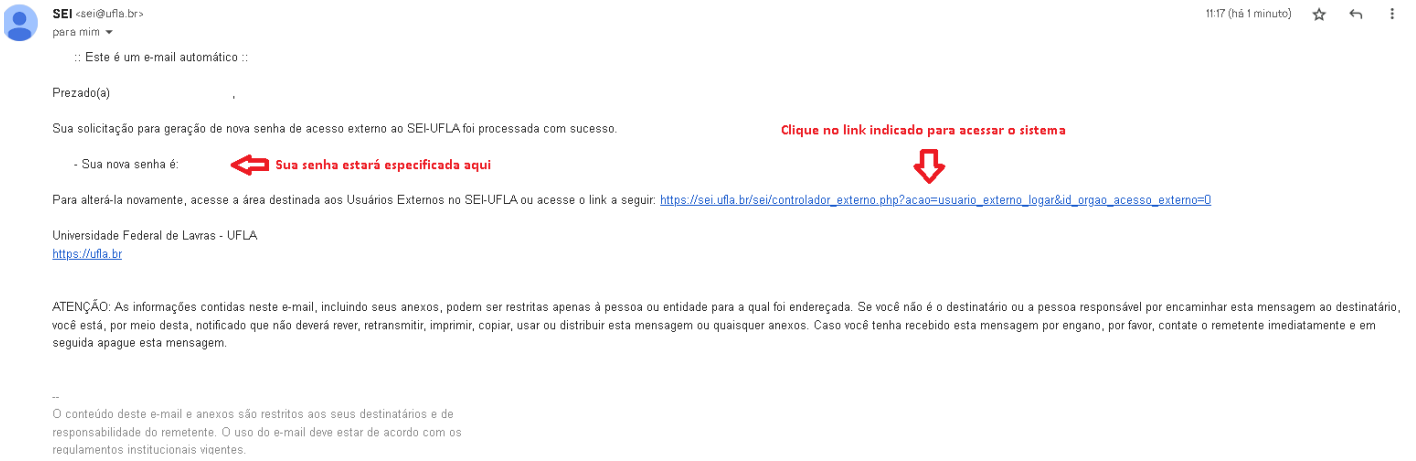 SEI <sei@ufla.br>
11:17 (há 1 minuto)
para mim
:: Este é um e-mail automático ::
Prezado(a) ,
Sua solicitação para geração de nova senha de acesso externo ao SEI-UFLA foi processada com sucesso.
Clique no link indicado para acessar o sistema
- Sua nova senha é:
Sua senha estará especificada aqui
Para alterá-la novamente, acesse a área destinada aos Usuários Externos no SEI-UFLA ou acesse o link a seguir: https://sei.ufla.br/sei/controlador_externo.php?acao=usuario_externo_logar&id_orgao_acesso_externo=0
Universidade Federal de Lavras - UFLA
https://ufla.br
ATENÇÃO: As informações contidas neste e-mail, incluindo seus anexos, podem ser restritas apenas à pessoa ou entidade para a qual foi endereçada. Se você não é o destinatário ou a pessoa responsável por encaminhar esta mensagem ao destinatário,
você está, por meio desta, notificado que não deverá rever, retransmitir, imprimir, copiar, usar ou distribuir esta mensagem ou quaisquer anexos. Caso você tenha recebido esta mensagem por engano, por favor, contate o remetente imediatamente e em
seguida apague esta mensagem.
--
O conteúdo deste e-mail e anexos são restritos aos seus destinatários e de
responsabilidade do remetente. O uso do e-mail deve estar de acordo com os
regulamentos institucionais vigentes.